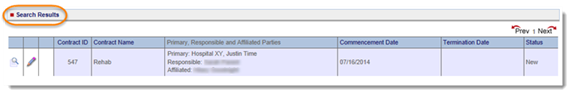 Search Results
Prev 1 Next
Contract ID Contract Name Primary, Responsible and Affiliated Parties Commencement Date Termination Date Status
Primary: Hospital XY, Justin Time
547 Rehab Responsible: 07/16/2014 New
Affiliated: